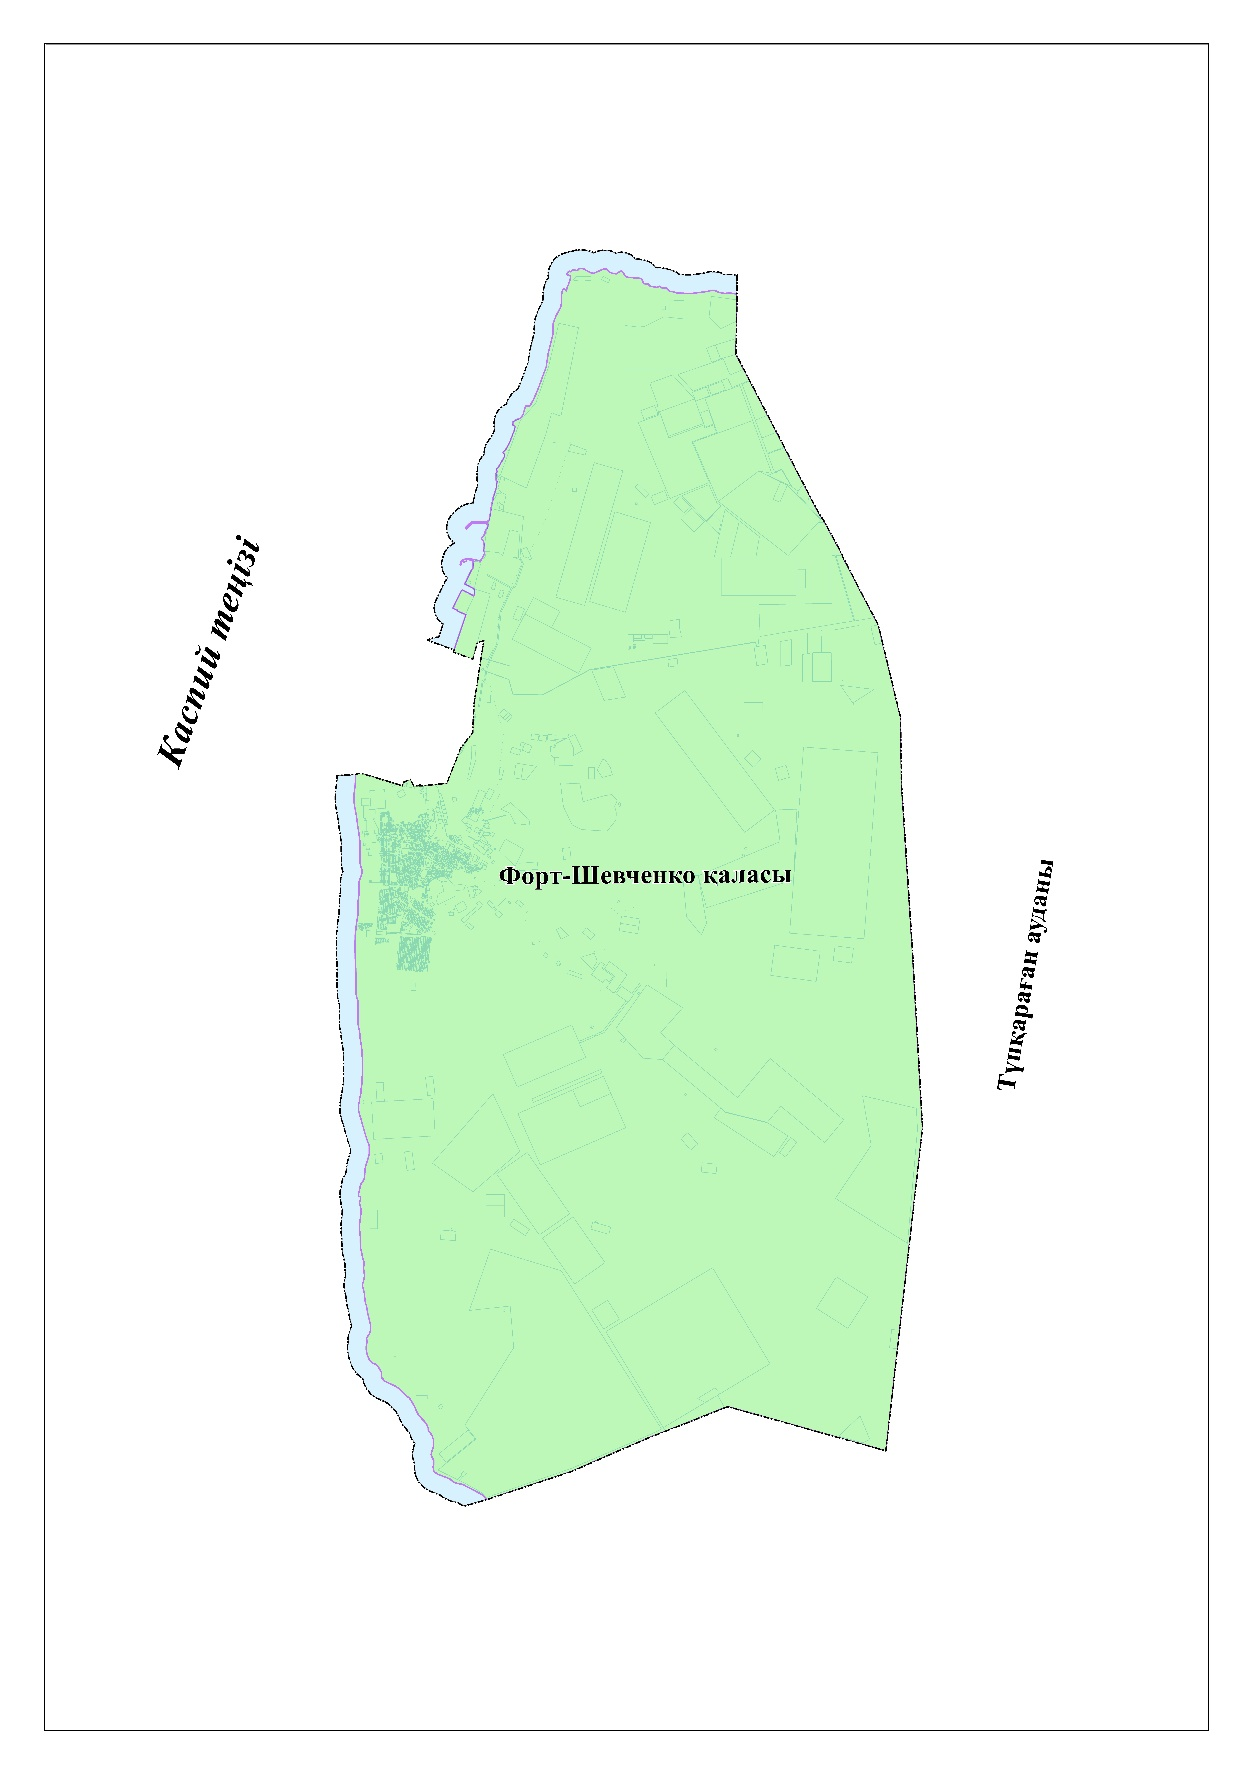 Каспий теңізі
Форт-Шевченко қаласы
Түпқараған ауданы